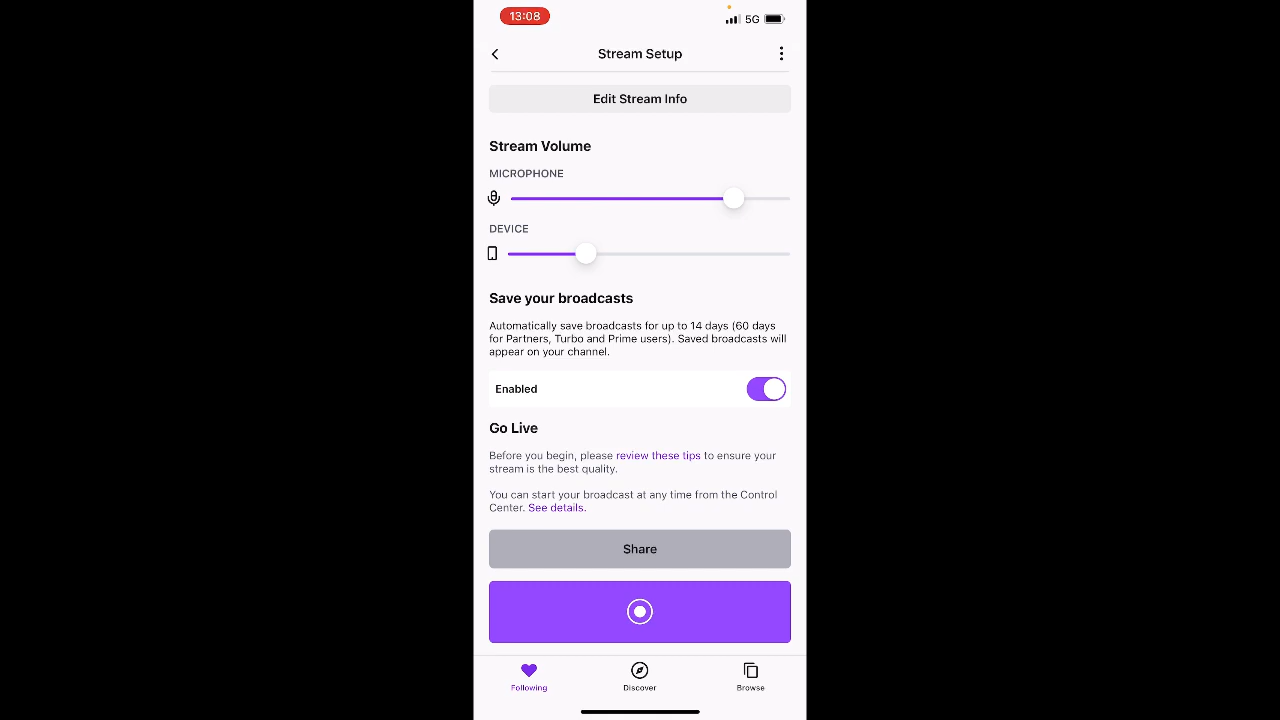 13:08
5G
Stream Setup
Edit Stream Info
Stream Volume
MICROPHONE
DEVICE
Save your broadcasts
Automatically save broadcasts for up to 14 days (60 days
for Partners, Turbo and Prime users). Saved broadcasts will
appear on your channel.
Enabled
Go Live
Before you begin, please review these tips to ensure your
stream is the best quality.
You can start your broadcast at any time from the Control
Center. See details.
Share
Following
Discover
Browse